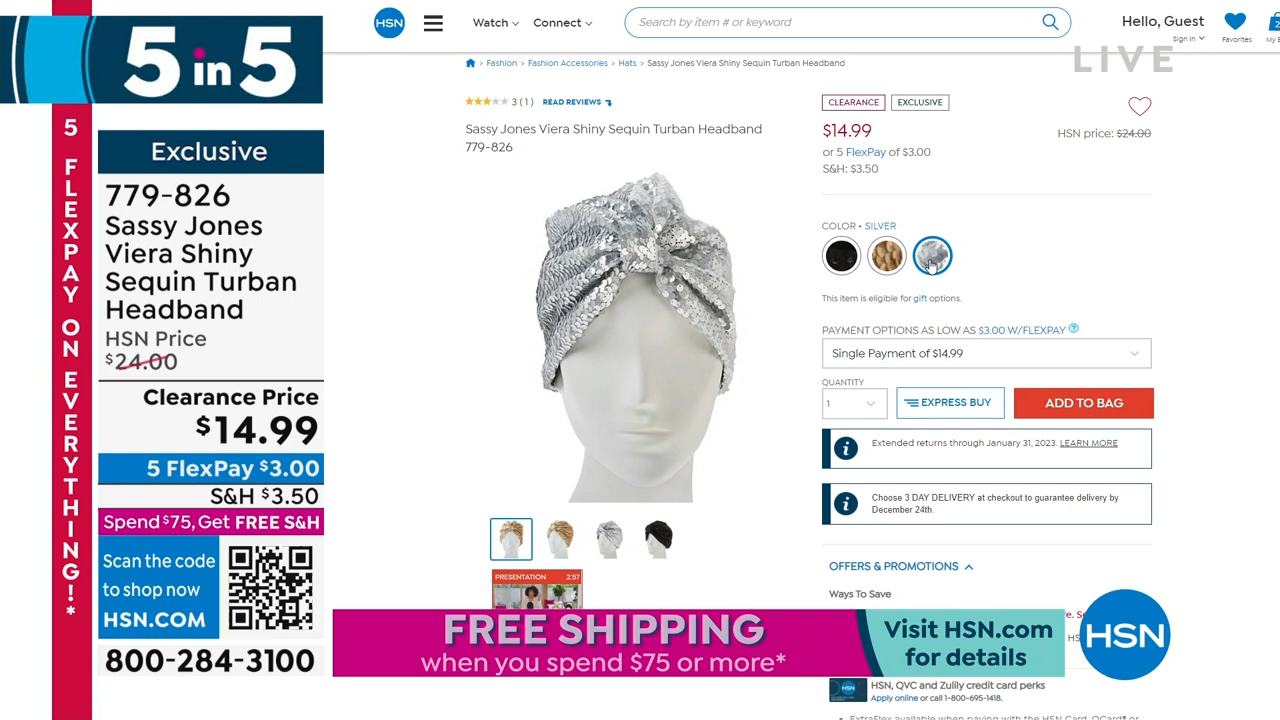 5 in 5
5 FLEXPAY ON EVERYTHING!*
Exclusive
779-826
Sassy Jones
Viera Shiny
Sequin Turban
Headband
HSN Price
$24.00
Clearance Price
$14.99
5 FlexPay $3.00
S&H $3.50
Spend $75, Get FREE S&H
Scan the code
to shop now
HSN.COM
800-284-3100
HSN
Watch
Connect
Search by item # or keyword
Hello, Guest
Sign In
Favorites
2
LIVE
Fashion > Fashion Accessories > Hats > Sassy Jones Viera Shiny Sequin Turban Headband
3 (1) READ REVIEWS
Sassy Jones Viera Shiny Sequin Turban Headband
779-826
CLEARANCE
EXCLUSIVE
$14.99
HSN price: $24.00
or 5 FlexPay of $3.00
S&H: $3.50
COLOR • SILVER
This item is eligible for gift options.
PAYMENT OPTIONS AS LOW AS $3.00 W/FLEXPAY ?
Single Payment of $14.99
QUANTITY
1
EXPRESS BUY
ADD TO BAG
Extended returns through January 31, 2023. LEARN MORE
Choose 3 DAY DELIVERY at checkout to guarantee delivery by
December 24th.
OFFERS & PROMOTIONS
Ways To Save
PRESENTATION 2:57
FREE SHIPPING
when you spend $75 or more*
Visit HSN.com
for details
HSN
HSN, QVC and Zulily credit card perks
Apply online or call 1-800-695-1418.